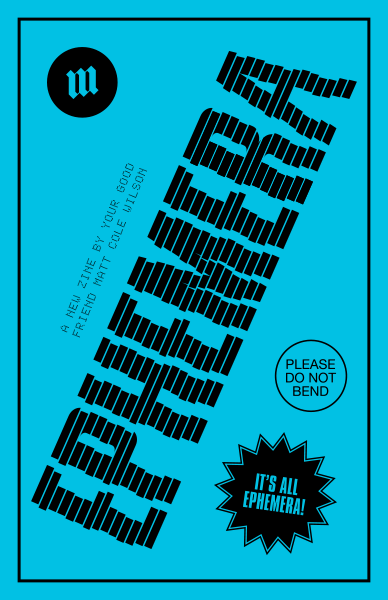 m
EPHEMERA
A NEW ZINE BY YOUR GOOD
FRIEND MATT COLE WILSON
PLEASE
DO NOT
BEND
IT'S ALL
EPHEMERA!